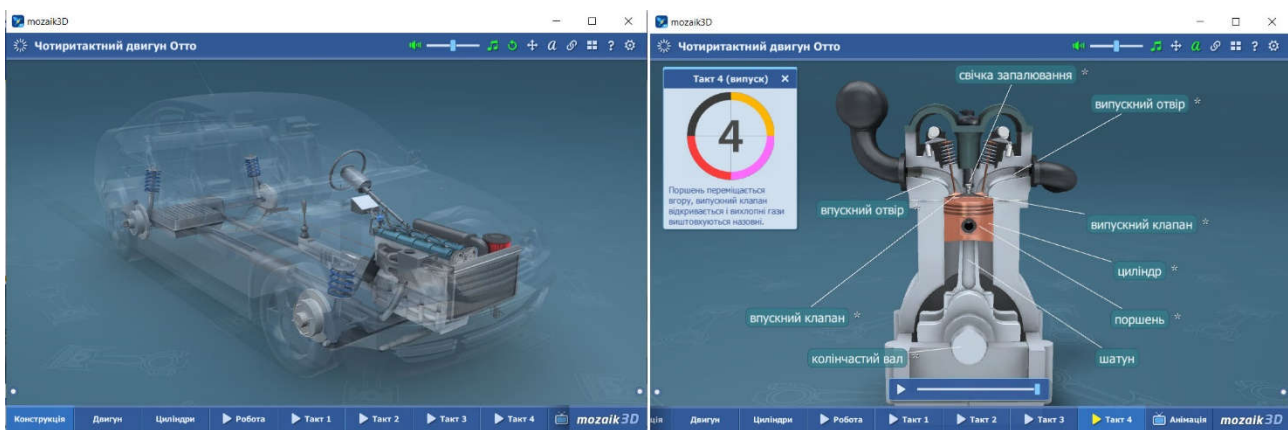 mozaik3D
Чотиритактний двигун Отто
a
?
Конструкція
Двигун
Циліндри
Робота
Такт 1
Такт 2
Такт 3
Такт 4
mozaik3D
mozaik3D
Чотиритактний двигун Отто
a
?
Такт 4 (випуск)
4
Поршень переміщається
вгору, випускний клапан
відкривається і вихлопні гази
виштовхуються назовні.
свічка запалювання *
випускний отвір *
впускний отвір *
випускний клапан *
циліндр *
впускний клапан *
поршень *
колінчастий вал *
шатун
ція
Двигун
Циліндри
Робота
Такт 1
Такт 2
Такт 3
Такт 4
Анімація
mozaik3D